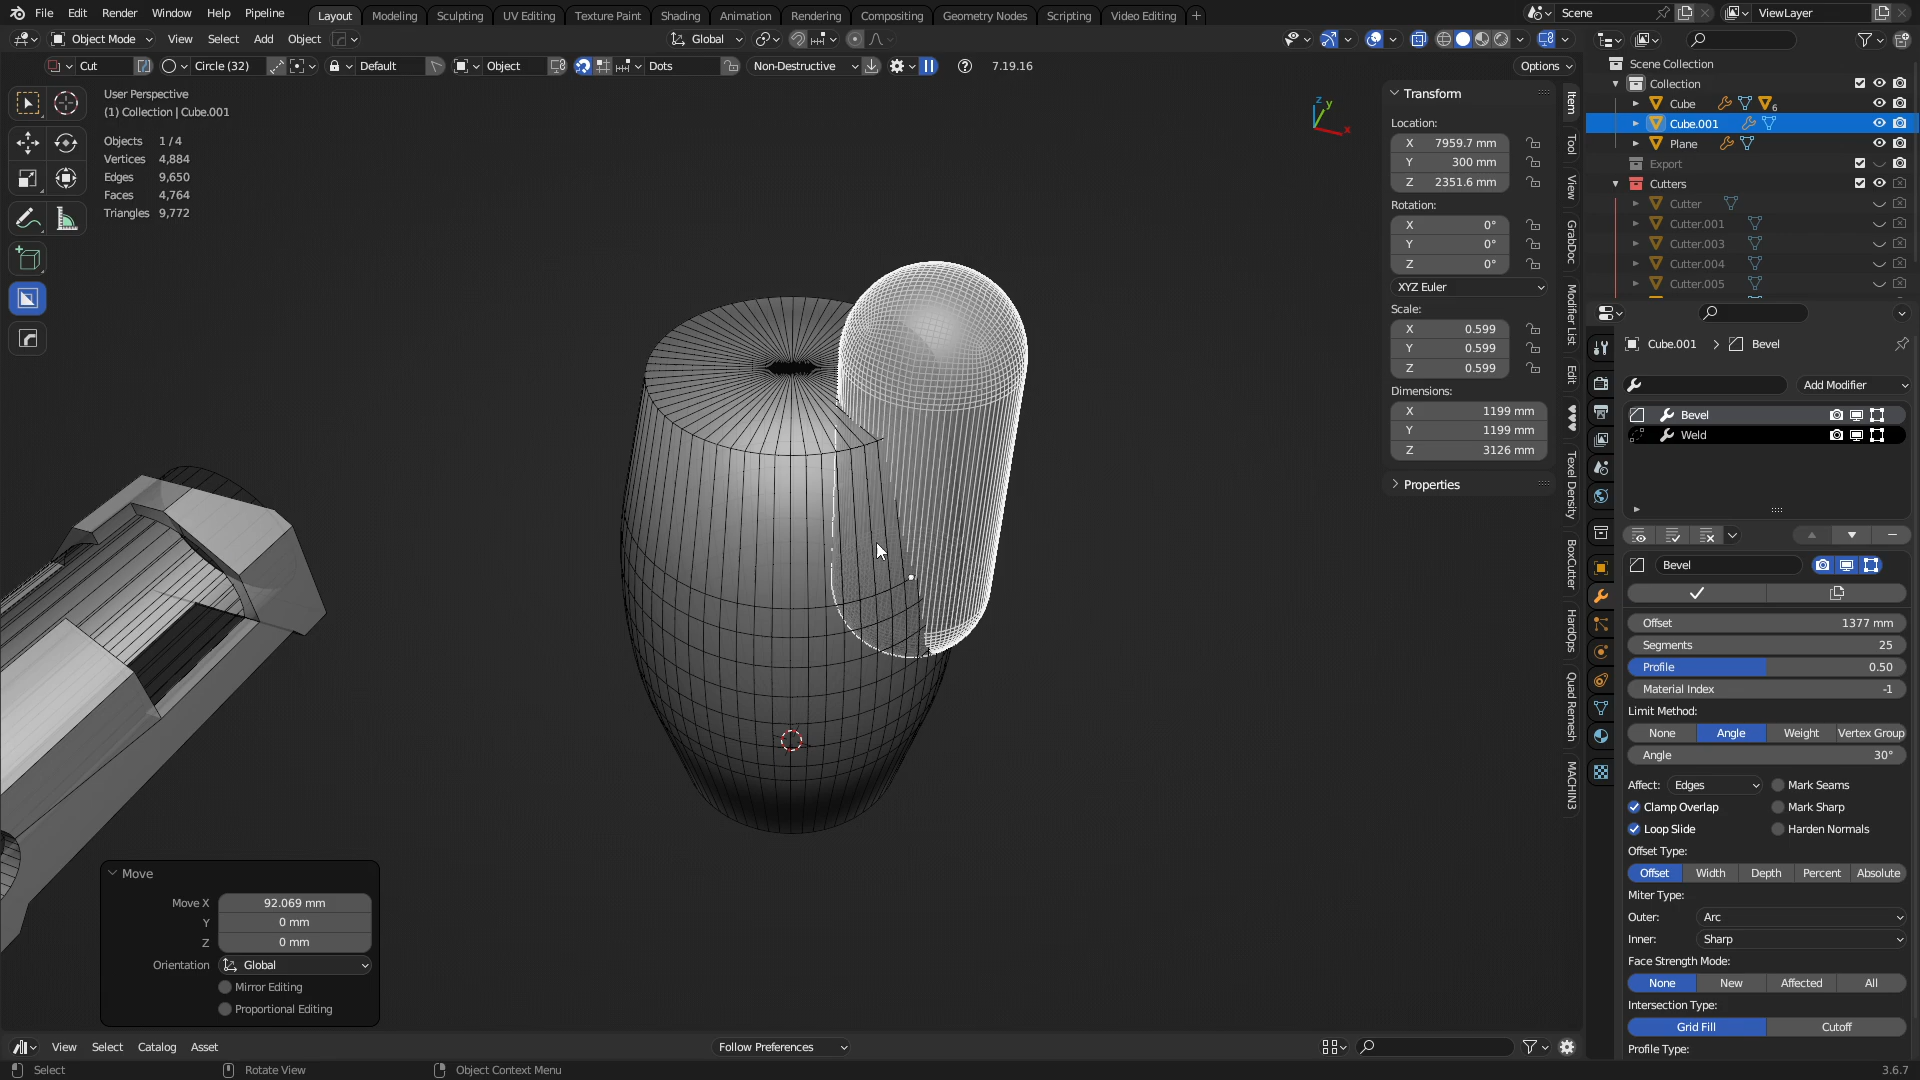 File Edit Render Window Help Pipeline Layout Modeling Sculpting UV Editing Texture Paint Shading Animation Rendering Compositing Geometry Nodes Scripting Video Editing + Scene ViewLayer
Object Mode View Select Add Object Global
Cut Circle (32) Default Object Dots Non-Destructive 7.19.16 Options
User Perspective
(1) Collection | Cube.001
Objects 1 / 4
Vertices 4,884
Edges 9,650
Faces 4,764
Triangles 9,772
Z Y X
Transform
Location:
X 7959.7 mm
Y 300 mm
Z 2351.6 mm
Rotation:
X 0°
Y 0°
Z 0°
XYZ Euler
Scale:
X 0.599
Y 0.599
Z 0.599
Dimensions:
X 1199 mm
Y 1199 mm
Z 3126 mm
Properties
Item
Tool
View
GrabDoc
Modifier List
Edit
♥♥♥
Texel Density
BoxCutter
HardOps
Quad Remesh
MACHIN3
Scene Collection
Collection
Cube 6
Cube.001
Plane
Export
Cutters
Cutter
Cutter.001
Cutter.003
Cutter.004
Cutter.005
Cube.001 > Bevel
Add Modifier
Bevel
Weld
Bevel
Offset 1377 mm
Segments 25
Profile 0.50
Material Index -1
Limit Method:
None Angle Weight Vertex Group
Angle 30°
Affect: Edges Mark Seams
Clamp Overlap Mark Sharp
Loop Slide Harden Normals
Offset Type:
Offset Width Depth Percent Absolute
Miter Type:
Outer: Arc
Inner: Sharp
Face Strength Mode:
None New Affected All
Intersection Type:
Grid Fill Cutoff
Profile Type:
Move
Move X 92.069 mm
Y 0 mm
Z 0 mm
Orientation Global
Mirror Editing
Proportional Editing
View Select Catalog Asset Follow Preferences
Select Rotate View Object Context Menu 3.6.7